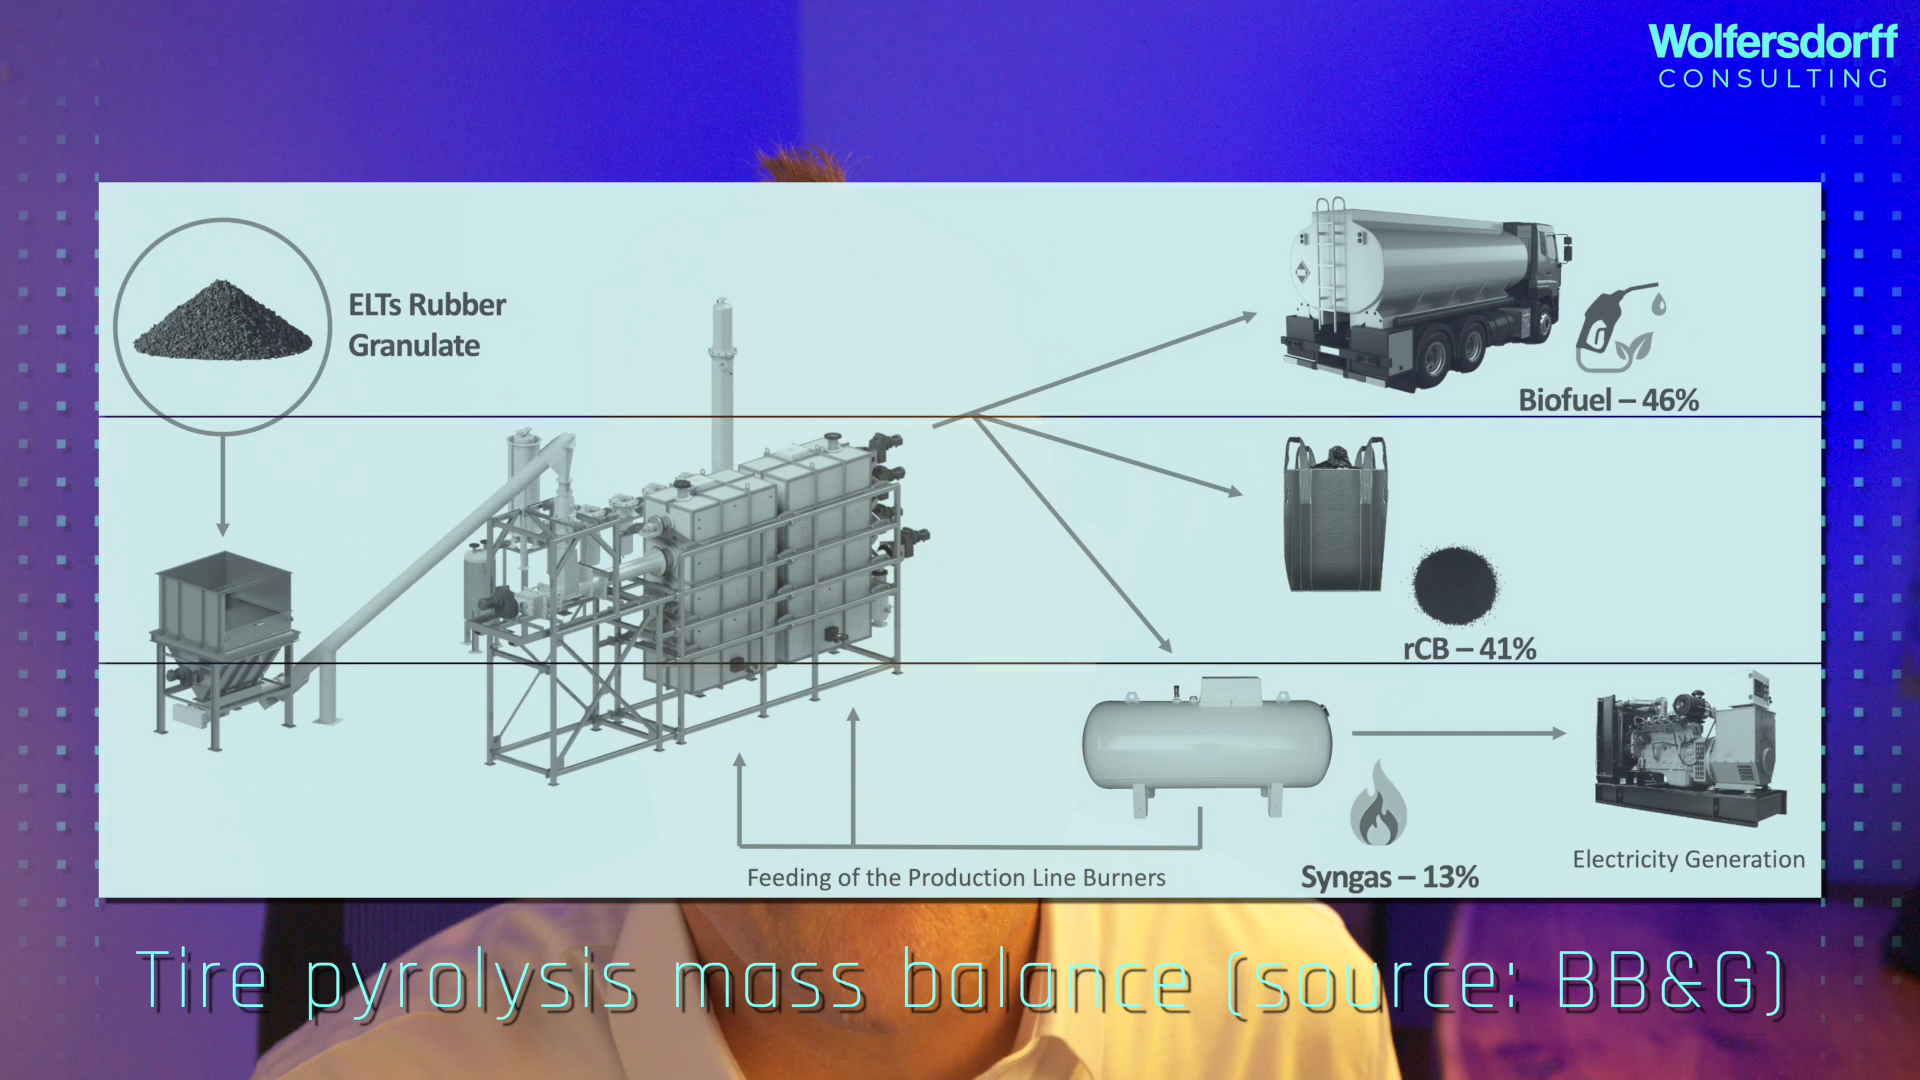 Wolfersdorff
CONSULTING
ELTs Rubber
Granulate
Biofuel – 46%
rCB – 41%
Syngas – 13%
Electricity Generation
Feeding of the Production Line Burners
Tire pyrolysis mass balance (source: BB&G)